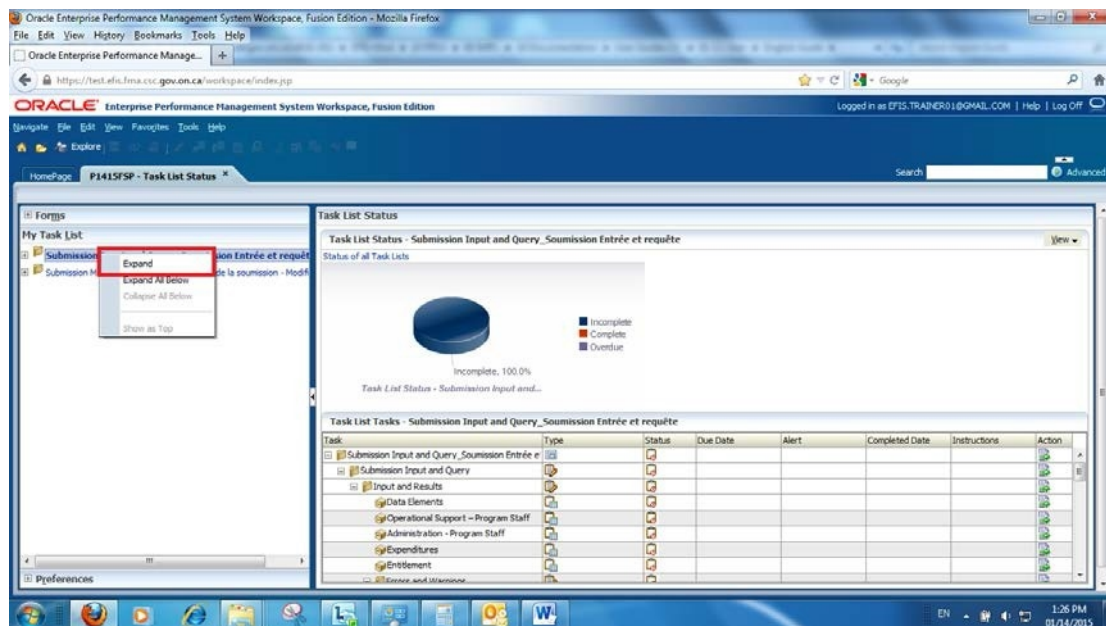 Oracle Enterprise Performance Management System Workspace, Fusion Edition - Mozilla Firefox
File Edit View History Bookmarks Tools Help
Oracle Enterprise Performance Manage...
https://test.efis.fma.csc.gov.on.ca/workspace/index.jsp
Google
ORACLE Enterprise Performance Management System Workspace, Fusion Edition
Logged in as EFIS.TRAINER01@GMAIL.COM | Help | Log Off
Navigate File Edit View Favorites Tools Help
Explore
HomePage P1415FSP - Task List Status
Search
Advanced
Forms
My Task List
Submission
sion Entrée et requêt
Submission M
de la soumission - Modifi
Expand
Expand All Below
Collapse All Below
Show as Top
Preferences
Task List Status
Task List Status - Submission Input and Query_Soumission Entrée et requête
View
Status of all Task Lists
Incomplete
Complete
Overdue
Incomplete, 100.0%
Task List Status - Submission Input and...
Task List Tasks - Submission Input and Query_Soumission Entrée et requête
Task Type Status Due Date Alert Completed Date Instructions Action
Submission Input and Query_Soumission Entrée e
Submission Input and Query
Input and Results
Data Elements
Operational Support – Program Staff
Administration - Program Staff
Expenditures
Entitlement
Errors and Warnings
EN
1:26 PM
01/14/2015